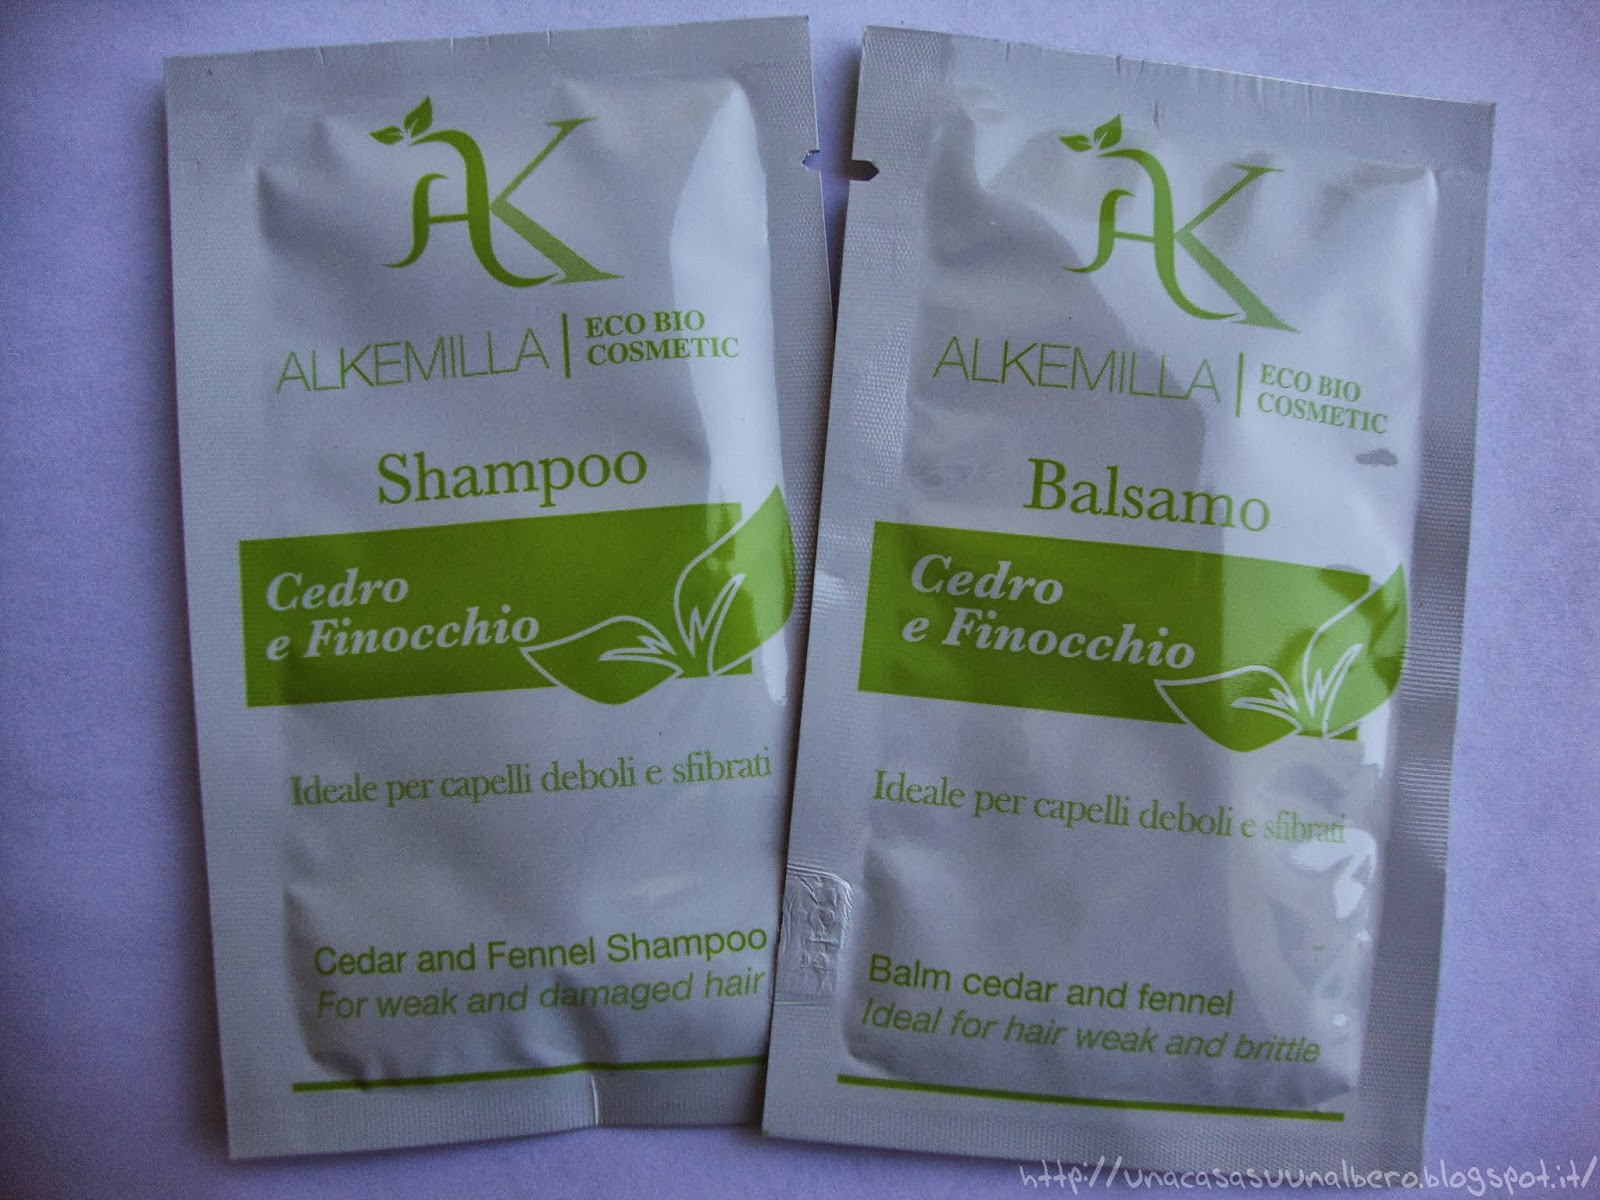 AK
ALKEMILLA
ECO BIO
COSMETIC
Shampoo
Cedro
e Finocchio
Ideale per capelli deboli e sfibrati
Cedar and Fennel Shampoo
For weak and damaged hair
AK
ALKEMILLA
ECO BIO
COSMETIC
Balsamo
Cedro
e Finocchio
Ideale per capelli deboli e sfibrati
Balm cedar and fennel
Ideal for hair weak and brittle
http://unacasasuunalbero.blogspot.it/